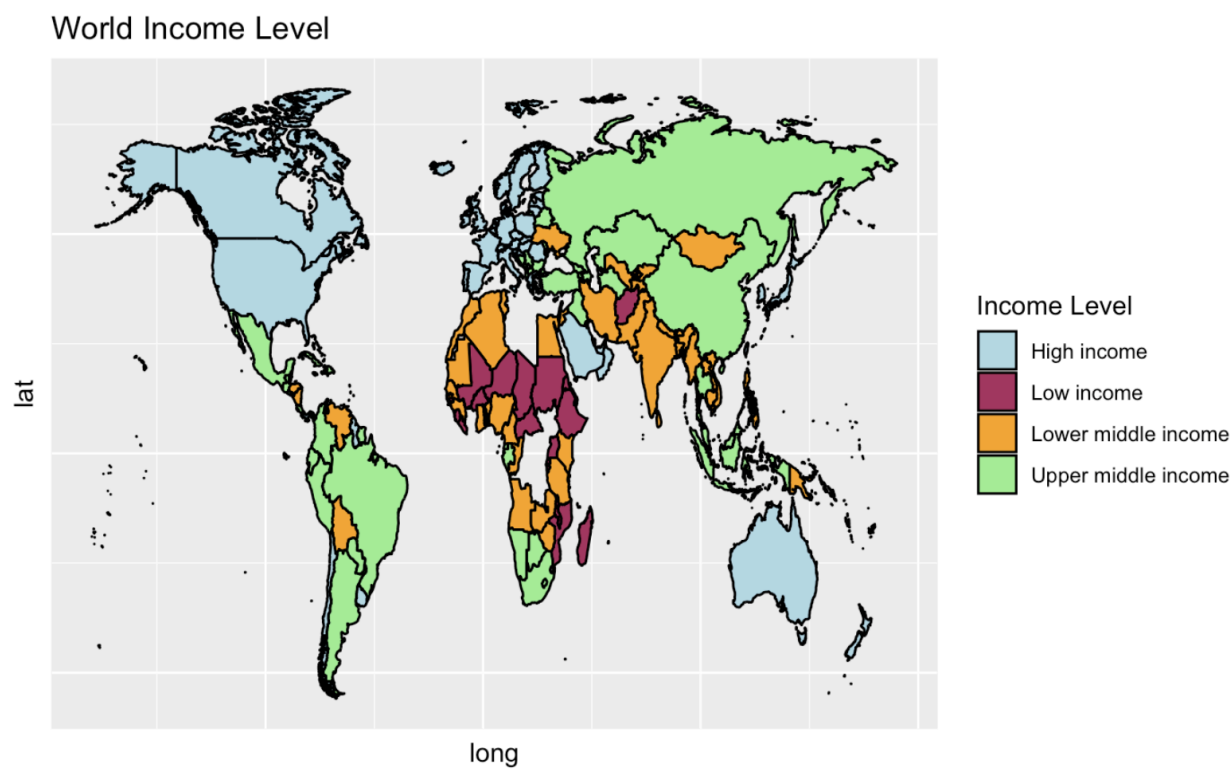 World Income Level
lat
long
Income Level
High income
Low income
Lower middle income
Upper middle income